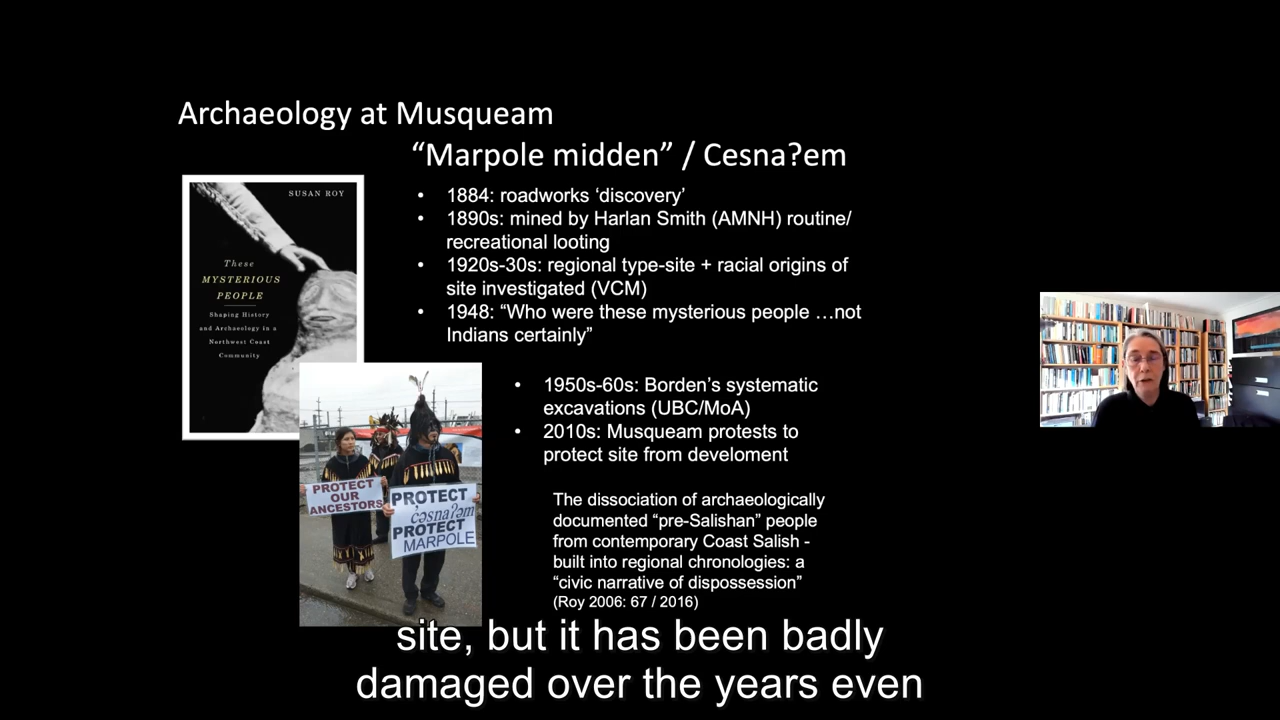 Archaeology at Musqueam
“Marpole midden” / Cesna?em
SUSAN ROY
These
MYSTERIOUS
PEOPLE
Shaping History
and Archaeology in a
Northwest Coast
Community
• 1884: roadworks ‘discovery’
• 1890s: mined by Harlan Smith (AMNH) routine/
recreational looting
• 1920s-30s: regional type-site + racial origins of
site investigated (VCM)
• 1948: “Who were these mysterious people …not
Indians certainly”
• 1950s-60s: Borden’s systematic
excavations (UBC/MoA)
• 2010s: Musqueam protests to
protect site from develoment
PROTECT
OUR
ANCESTORS
PROTECT
c̓əsnaʔəm
PROTECT
MARPOLE
The dissociation of archaeologically
documented “pre-Salishan” people
from contemporary Coast Salish -
built into regional chronologies: a
“civic narrative of dispossession”
(Roy 2006: 67 / 2016)
site, but it has been badly
damaged over the years even